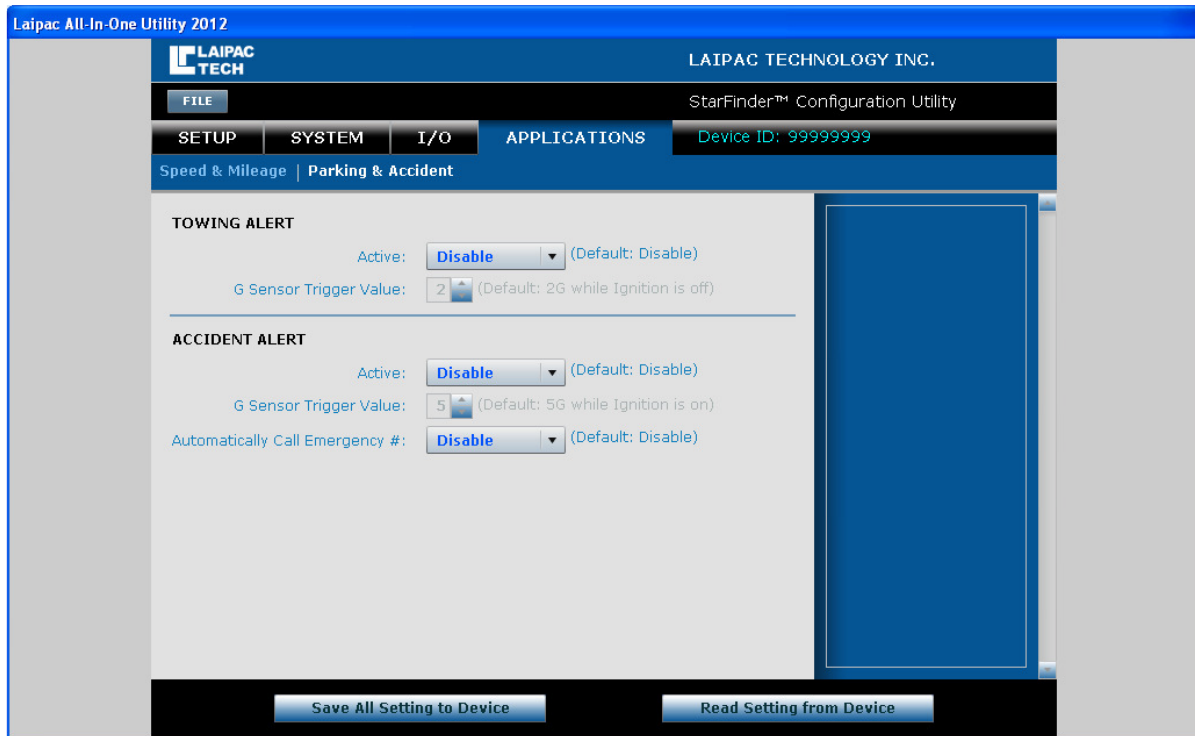 Laipac All-In-One Utility 2012
LAIPAC TECH
LAIPAC TECHNOLOGY INC.
FILE
StarFinder™ Configuration Utility
SETUP SYSTEM I/O APPLICATIONS Device ID: 99999999
Speed & Mileage | Parking & Accident
TOWING ALERT
Active: Disable (Default: Disable)
G Sensor Trigger Value: 2 (Default: 2G while Ignition is off)
ACCIDENT ALERT
Active: Disable (Default: Disable)
G Sensor Trigger Value: 5 (Default: 5G while Ignition is on)
Automatically Call Emergency #: Disable (Default: Disable)
Save All Setting to Device Read Setting from Device